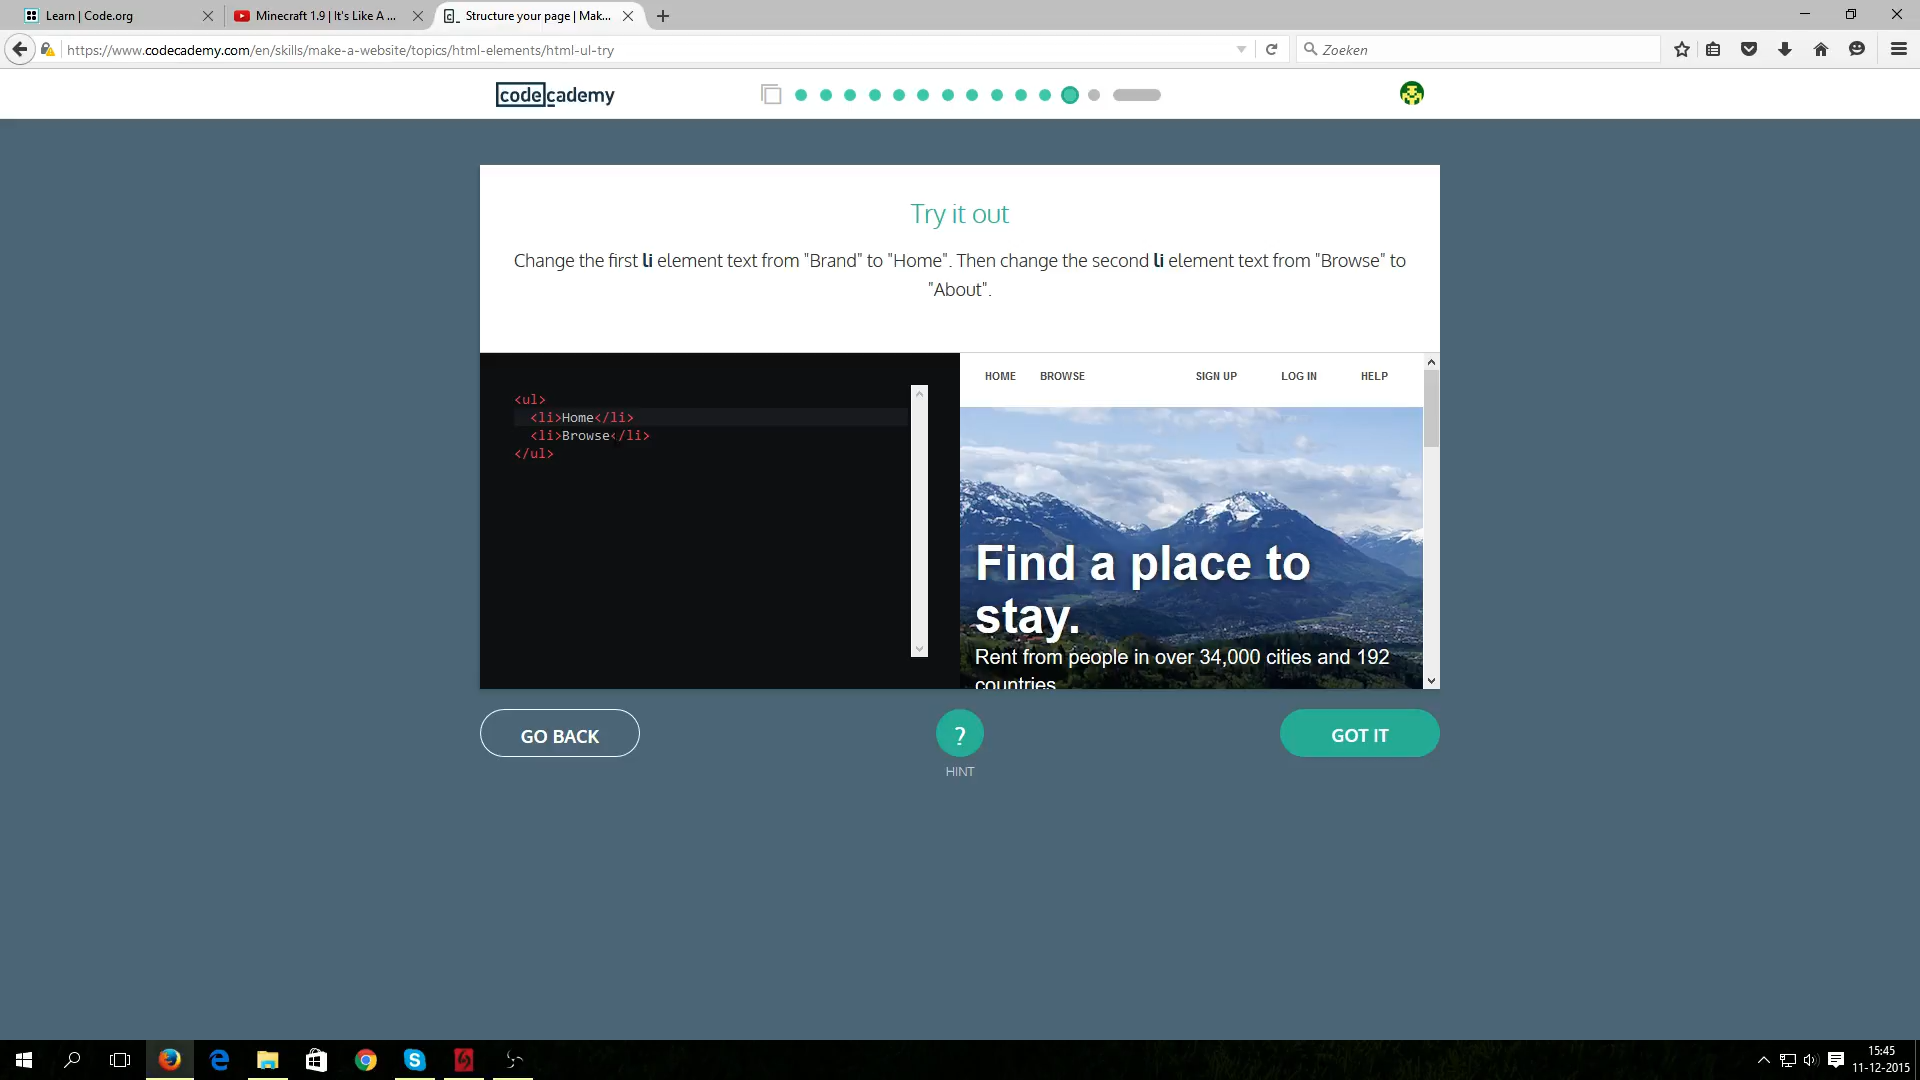 Learn | Code.org
Minecraft 1.9 | It's Like A ...
Structure your page | Mak...
https://www.codecademy.com/en/skills/make-a-website/topics/html-elements/html-ul-try
Zoeken
codecademy
Try it out
Change the first li element text from "Brand" to "Home". Then change the second li element text from "Browse" to
"About".
<ul>
<li>Home</li>
<li>Browse</li>
</ul>
HOME BROWSE SIGN UP LOG IN HELP
Find a place to
stay.
Rent from people in over 34,000 cities and 192
countries
GO BACK
?
HINT
GOT IT
15:45
11-12-2015